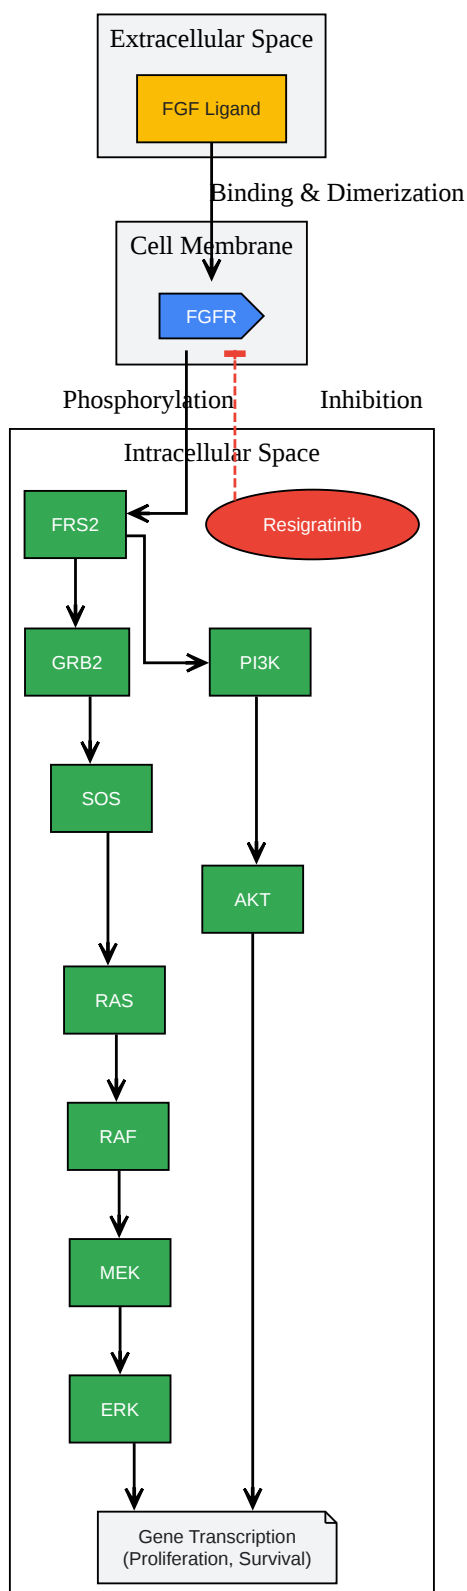 Extracellular Space
FGF Ligand
Binding & Dimerization
Cell Membrane
FGFR
Phosphorylation
Inhibition
Intracellular Space
FRS2
Resigratinib
GRB2
PI3K
SOS
AKT
RAS
RAF
MEK
ERK
Gene Transcription
(Proliferation, Survival)